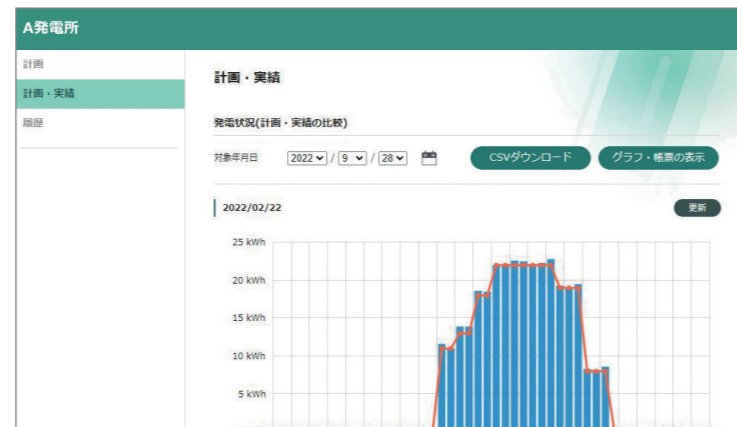 A発電所
計画
計画・実績
履歴
計画・実績
発電状況(計画・実績の比較)
対象年月日 2022 / 9 / 28 CSVダウンロード グラフ・帳票の表示
2022/02/22 更新
25 kWh
20 kWh
15 kWh
10 kWh
5 kWh